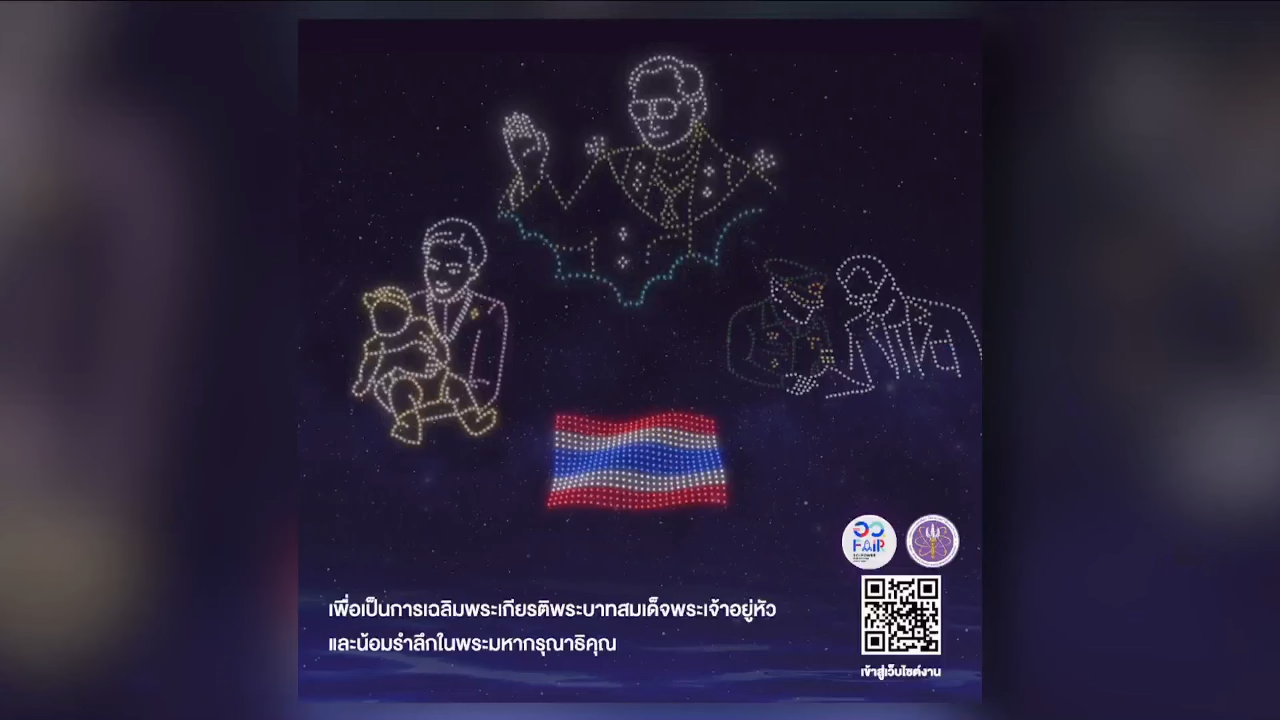 FAIR
SCI-POWER
เพื่อเป็นการเฉลิมพระเกียรติพระบาทสมเด็จพระเจ้าอยู่หัว
และน้อมรำลึกในพระมหากรุณาธิคุณ
เข้าสู่เว็บไซต์งาน